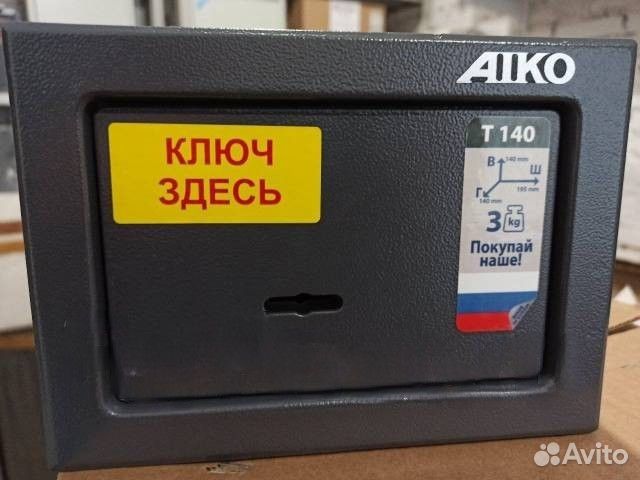 AIKO
КЛЮЧ
ЗДЕСЬ
T 140
В 140 mm
Ш
195 mm
Г
140 mm
3 kg
Покупай
наше!
Avito